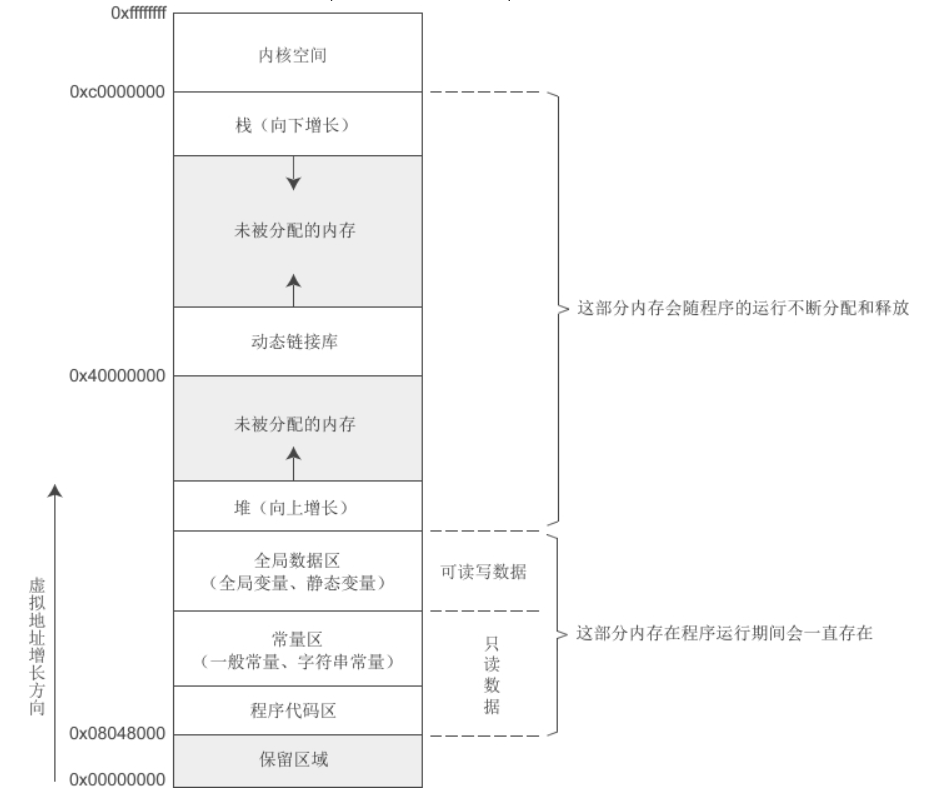 0xffffffff
内核空间
0xc0000000
栈（向下增长）
未被分配的内存
这部分内存会随程序的运行不断分配和释放
动态链接库
0x40000000
未被分配的内存
堆（向上增长）
全局数据区
（全局变量、静态变量）
可读写数据
常量区
（一般常量、字符串常量）
只读数据
这部分内存在程序运行期间会一直存在
虚拟地址增长方向
程序代码区
0x08048000
保留区域
0x00000000